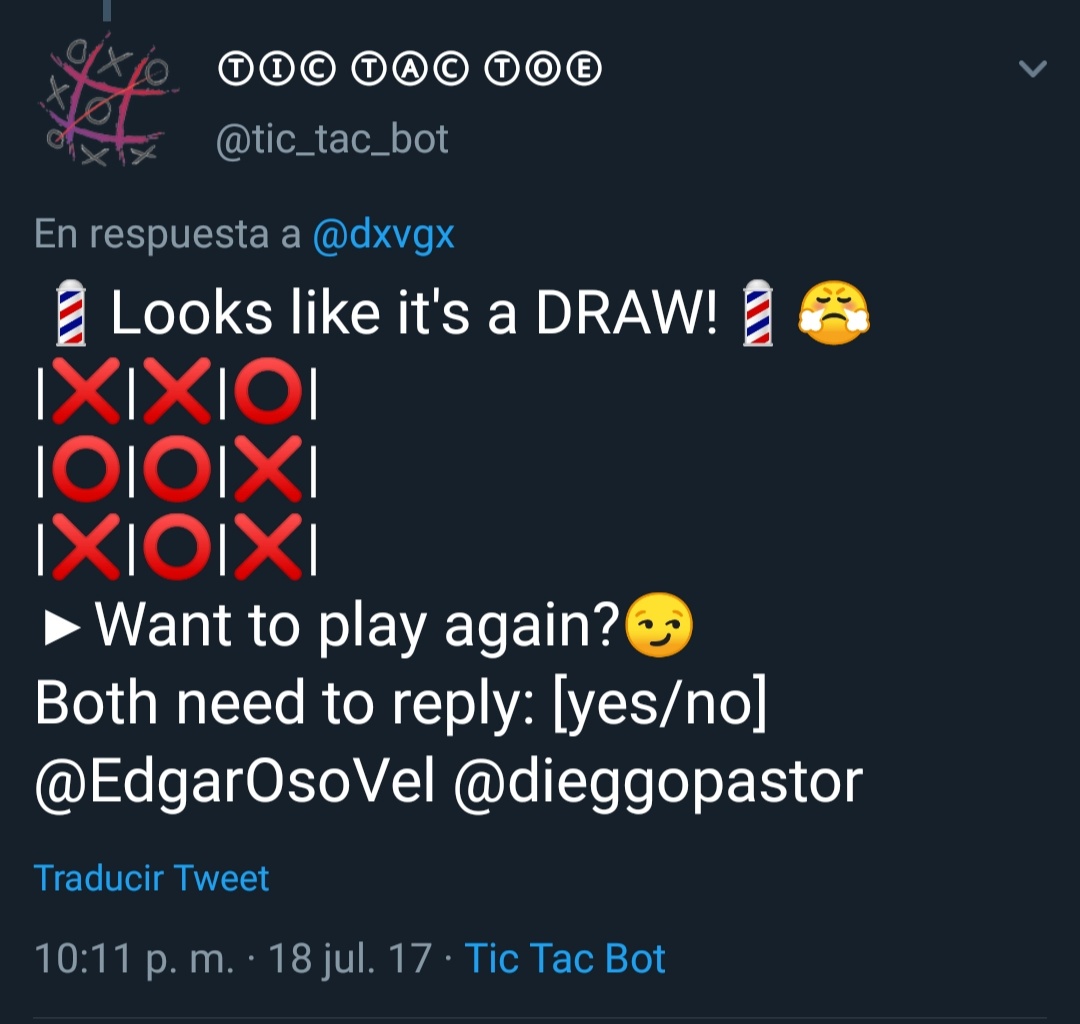 Ⓣⓘⓒ Ⓣⓐⓒ Ⓣⓞⓔ
@tic_tac_bot
En respuesta a @dxvgx
💈Looks like it's a DRAW!💈😤
|❌|❌|⭕|
|⭕|⭕|❌|
|❌|⭕|❌|
►Want to play again?😏
Both need to reply: [yes/no]
@EdgarOsoVel @dieggopastor
Traducir Tweet
10:11 p. m. · 18 jul. 17 · Tic Tac Bot